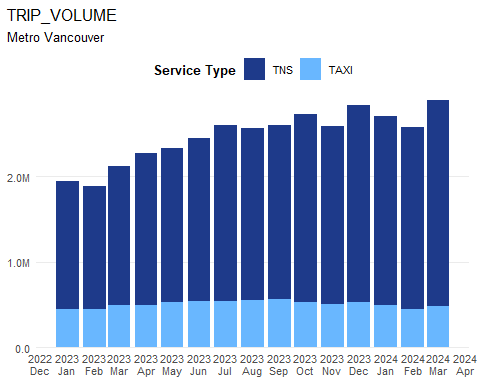 TRIP_VOLUME
Metro Vancouver
Service Type TNS TAXI
2.0M
1.0M
0.0
2022 2023 2023 2023 2023 2023 2023 2023 2023 2023 2023 2023 2023 2024 2024 2024 2024
Dec Jan Feb Mar Apr May Jun Jul Aug Sep Oct Nov Dec Jan Feb Mar Apr